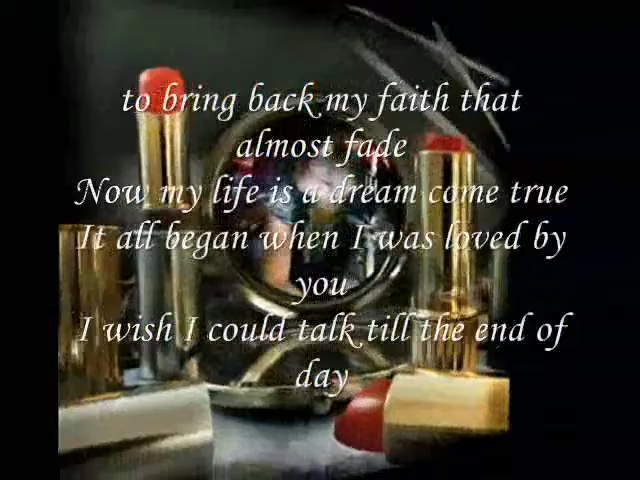 to bring back my faith that
almost fade
Now my life is a dream come true
It all began when I was loved by
you
I wish I could talk till the end of
day